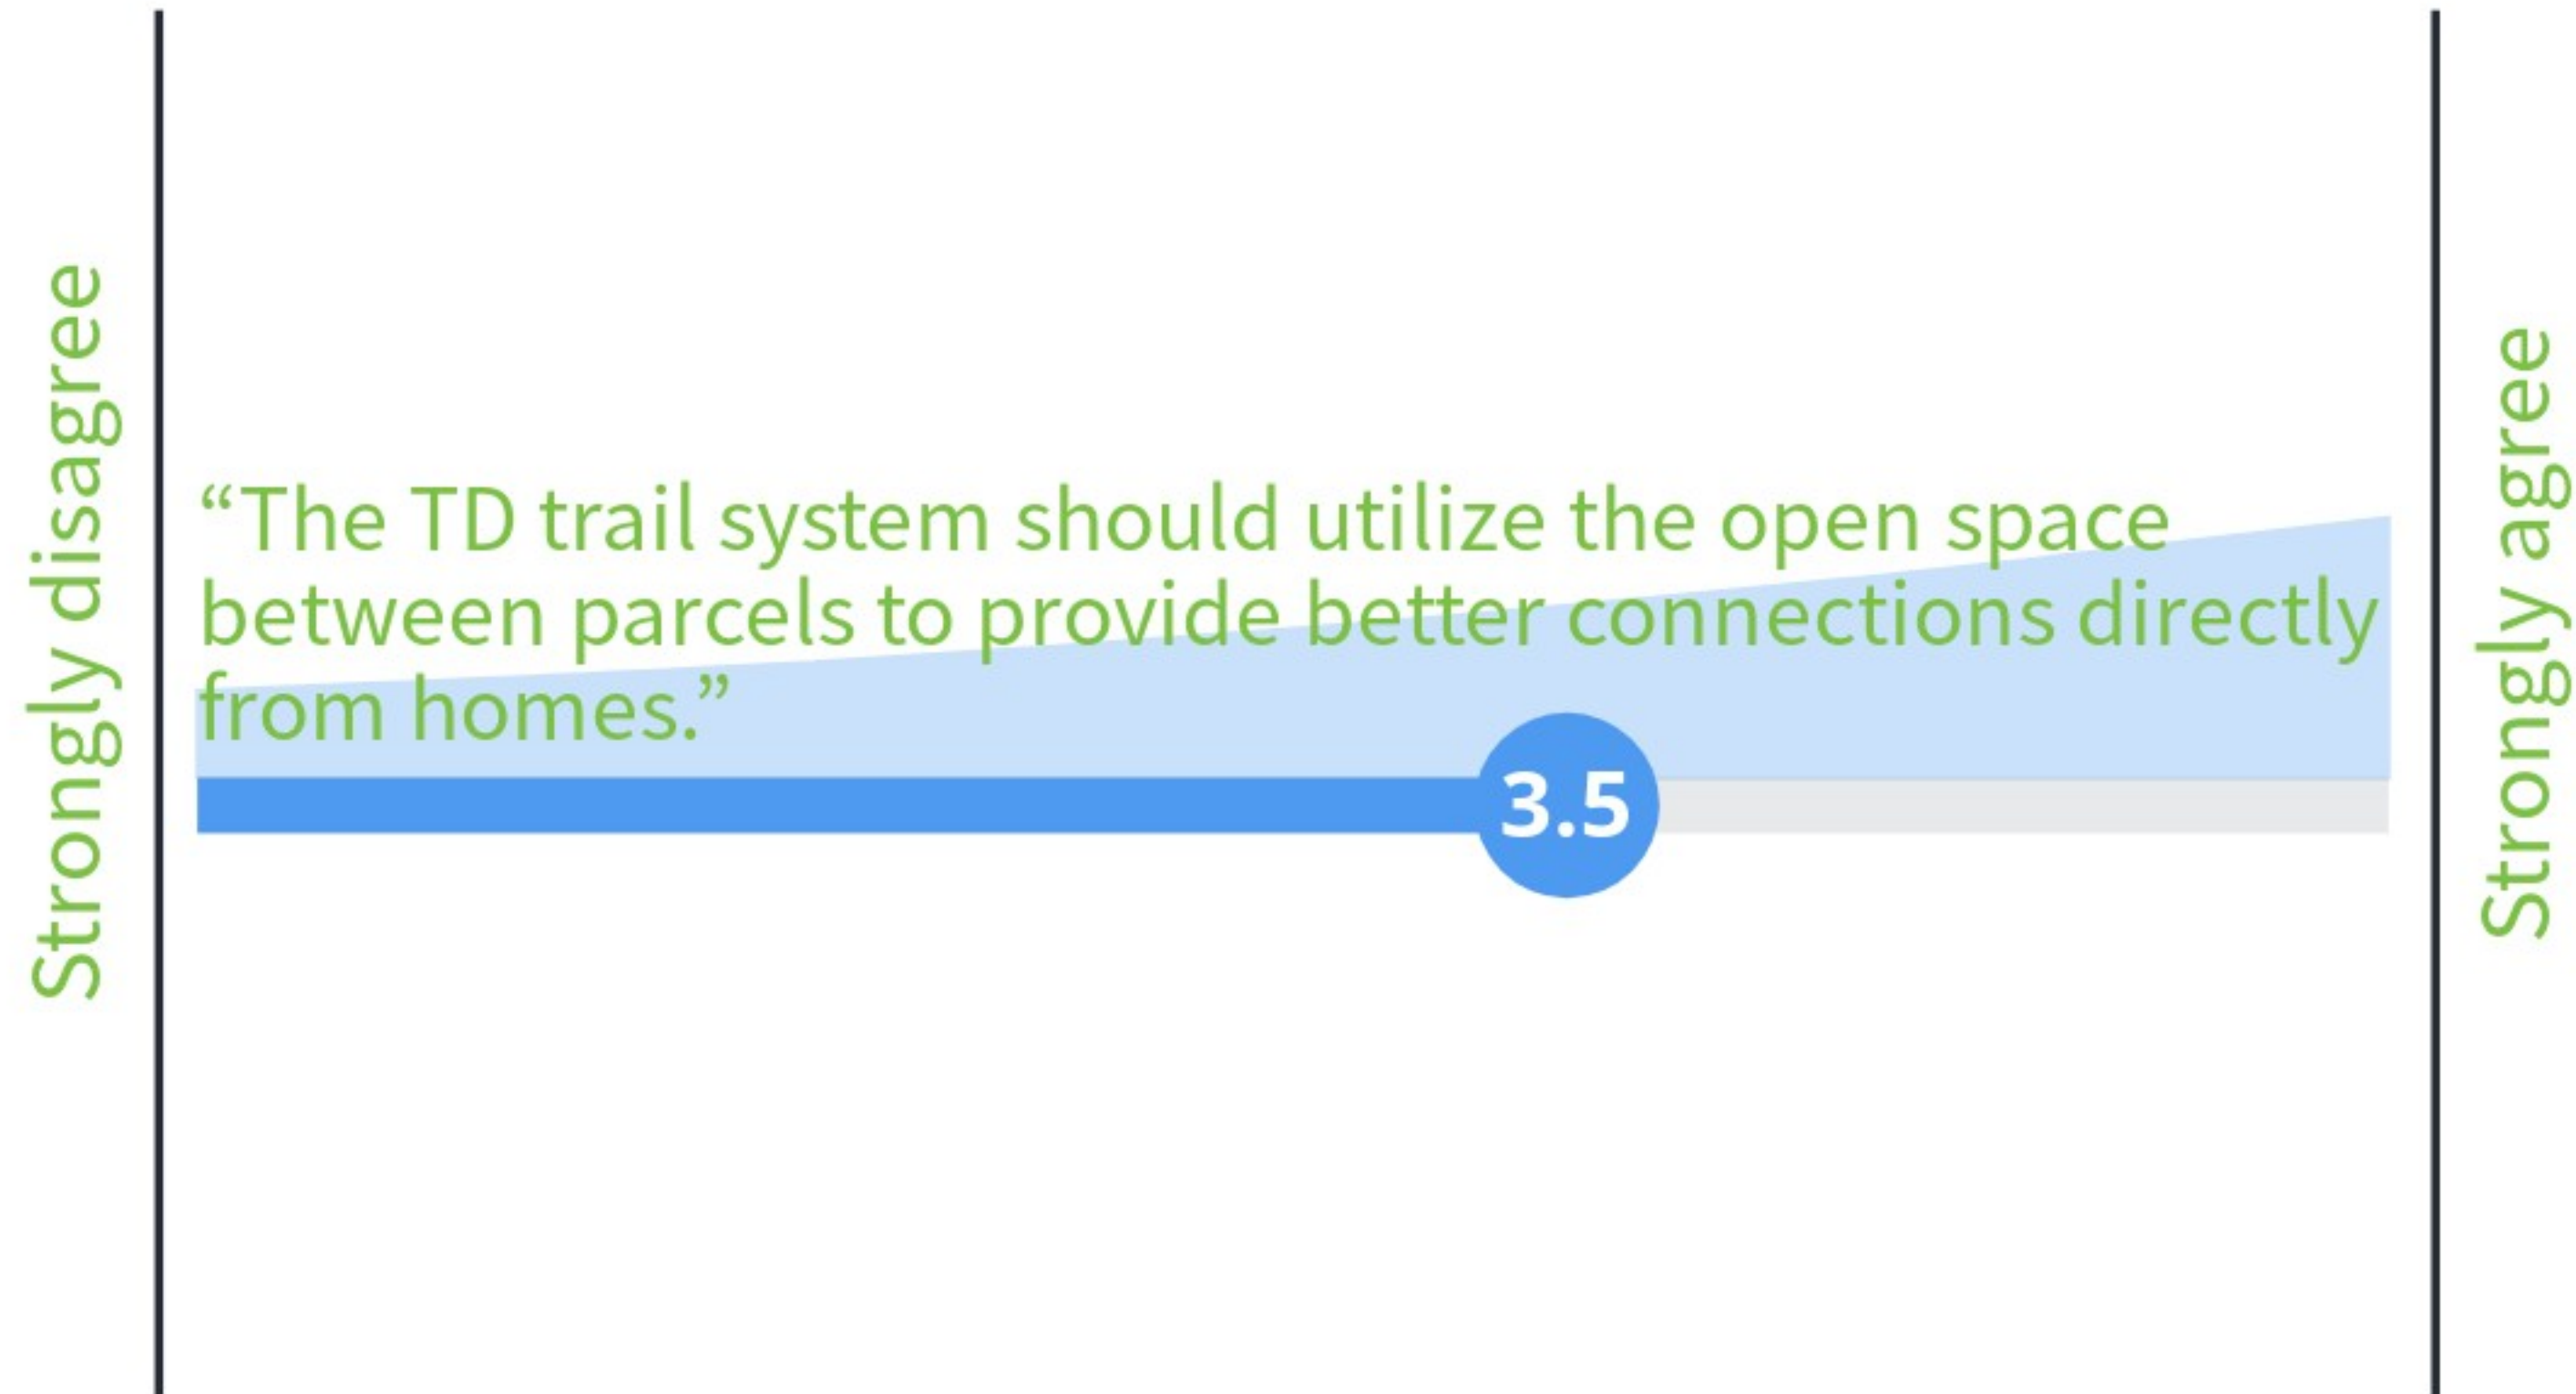 Strongly disagree
“The TD trail system should utilize the open space
between parcels to provide better connections directly
from homes.”
3.5
Strongly agree